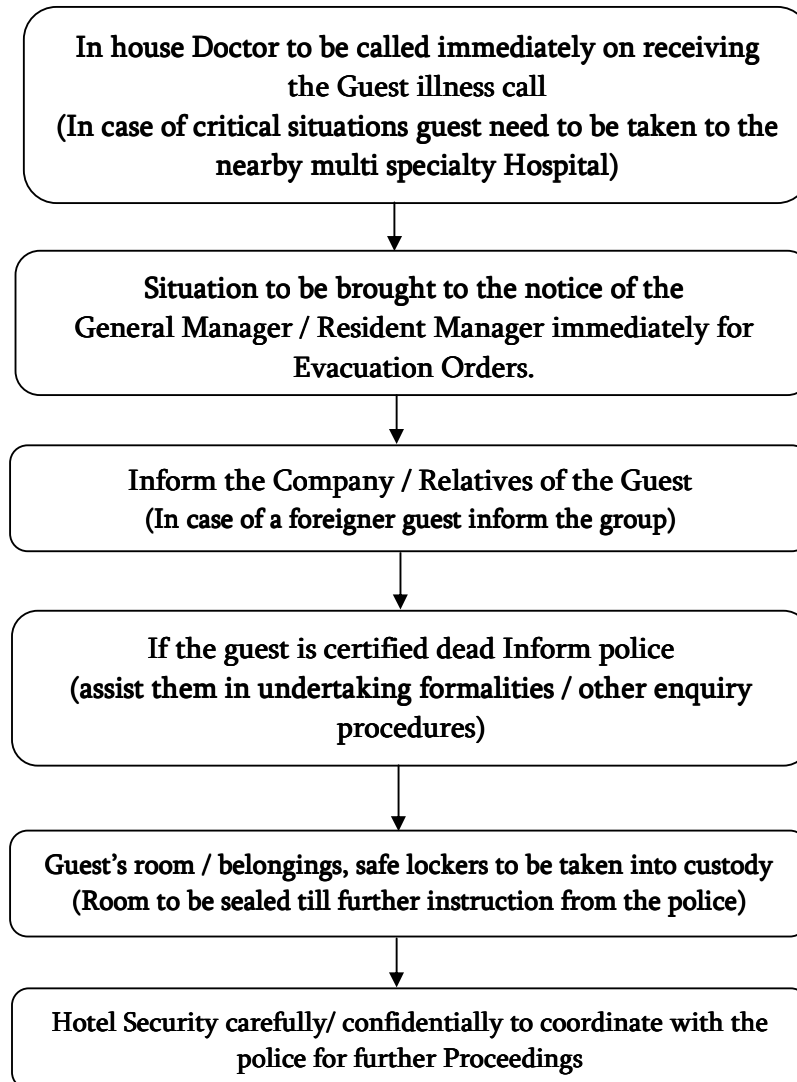 In house Doctor to be called immediately on receiving
the Guest illness call
(In case of critical situations guest need to be taken to the
nearby multi specialty Hospital)
Situation to be brought to the notice of the
General Manager / Resident Manager immediately for
Evacuation Orders.
Inform the Company / Relatives of the Guest
(In case of a foreigner guest inform the group)
If the guest is certified dead Inform police
(assist them in undertaking formalities / other enquiry
procedures)
Guest’s room / belongings, safe lockers to be taken into custody
(Room to be sealed till further instruction from the police)
Hotel Security carefully/ confidentially to coordinate with the
police for further Proceedings